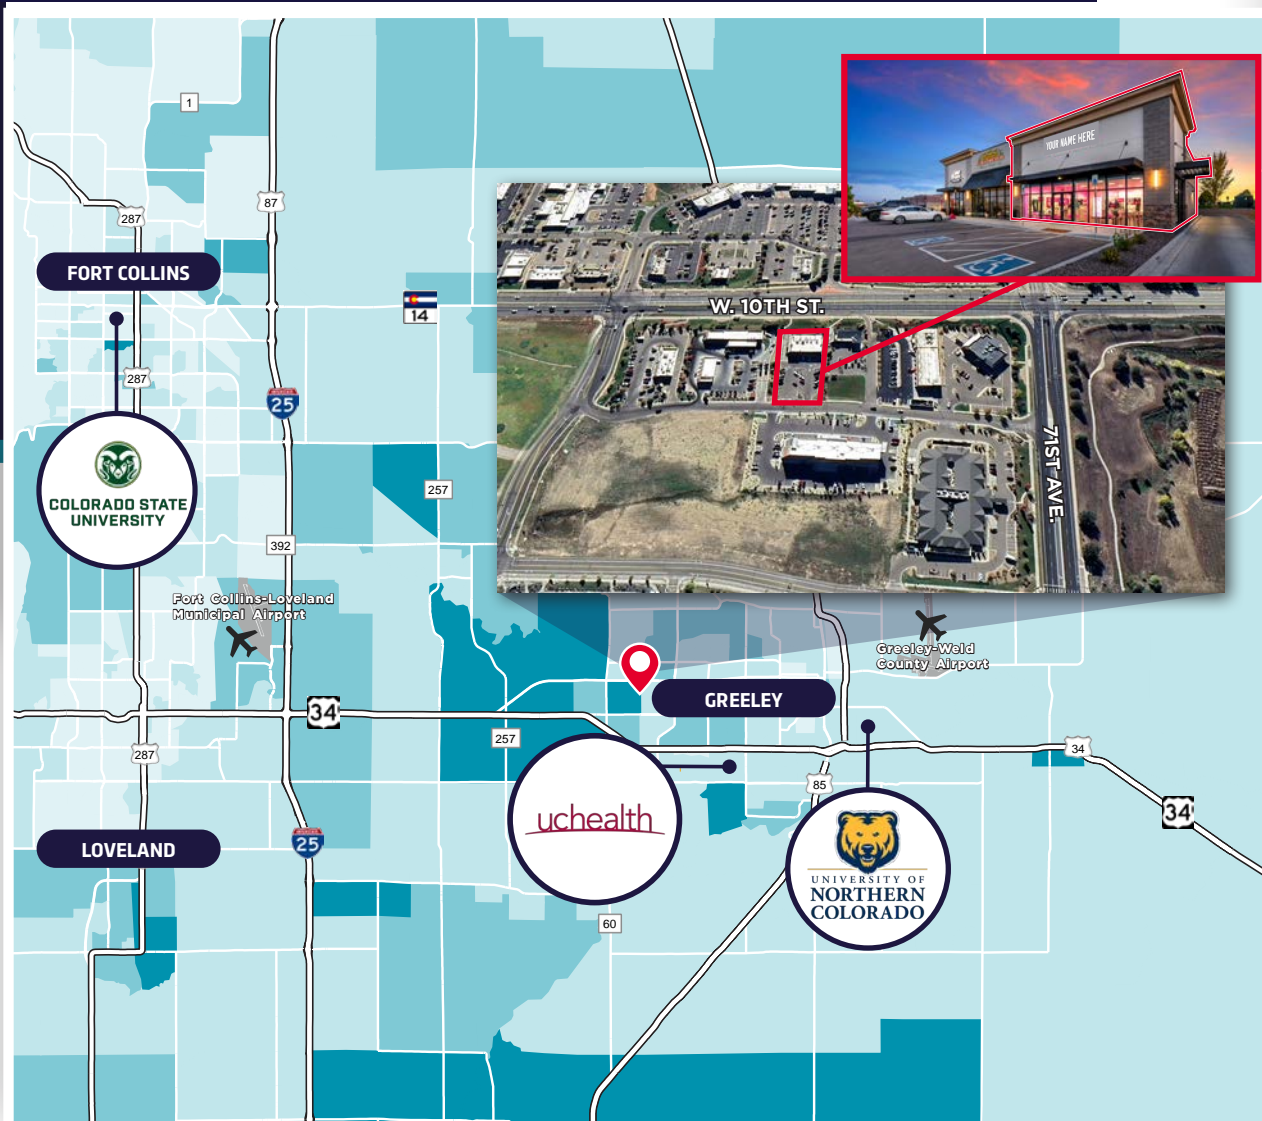 1
287
87
FORT COLLINS
14
287
INTERSTATE
25
COLORADO STATE
UNIVERSITY
257
392
Fort Collins-Loveland
Municipal Airport
YOUR NAME HERE
W. 10TH ST.
71ST AVE.
Greeley-Weld
County Airport
GREELEY
34
257
287
34
85
34
LOVELAND
25
uchealth
UNIVERSITY OF
NORTHERN
COLORADO
60